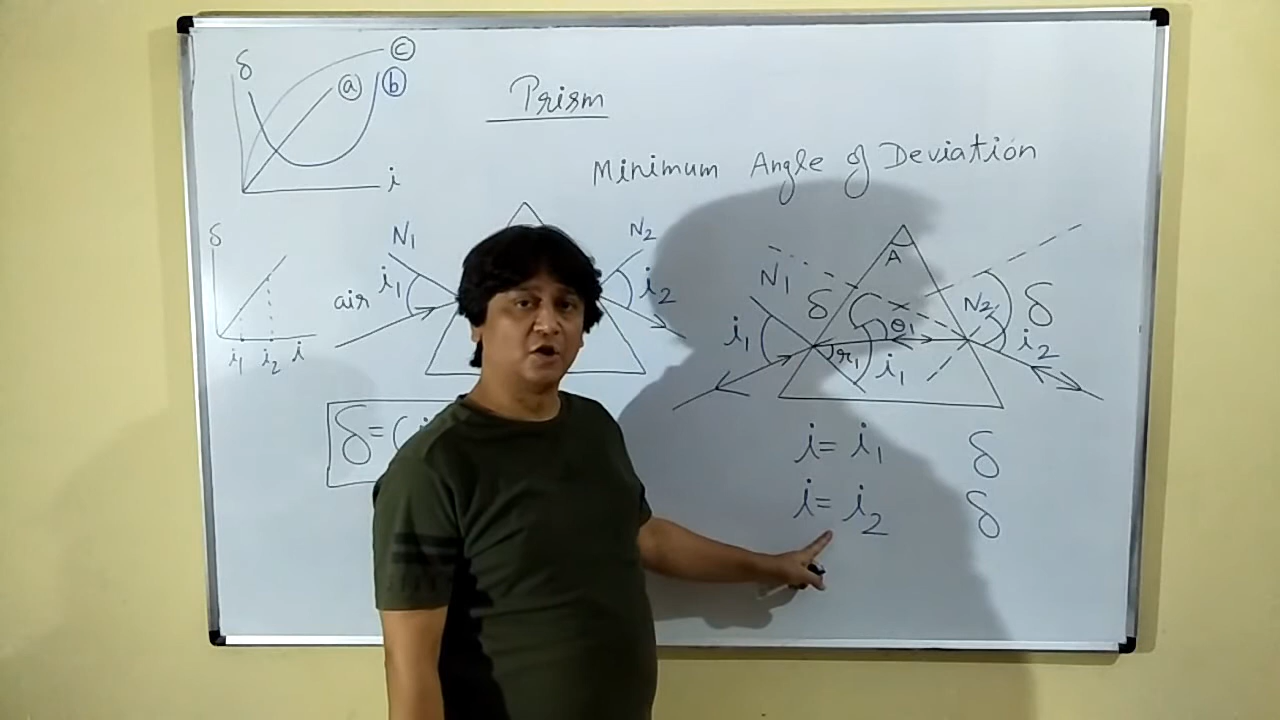 δ
ⓒ
ⓐ
ⓑ
i
Prism
Minimum Angle of Deviation
δ
i₁ i₂ i
N₁
i₁
air
N₂
i₂
δ=(i
A
N₁
δ
θ₁
N₂
δ
i₁
r₁
i₁
i₂
i= i₁ δ
i= i₂ δ